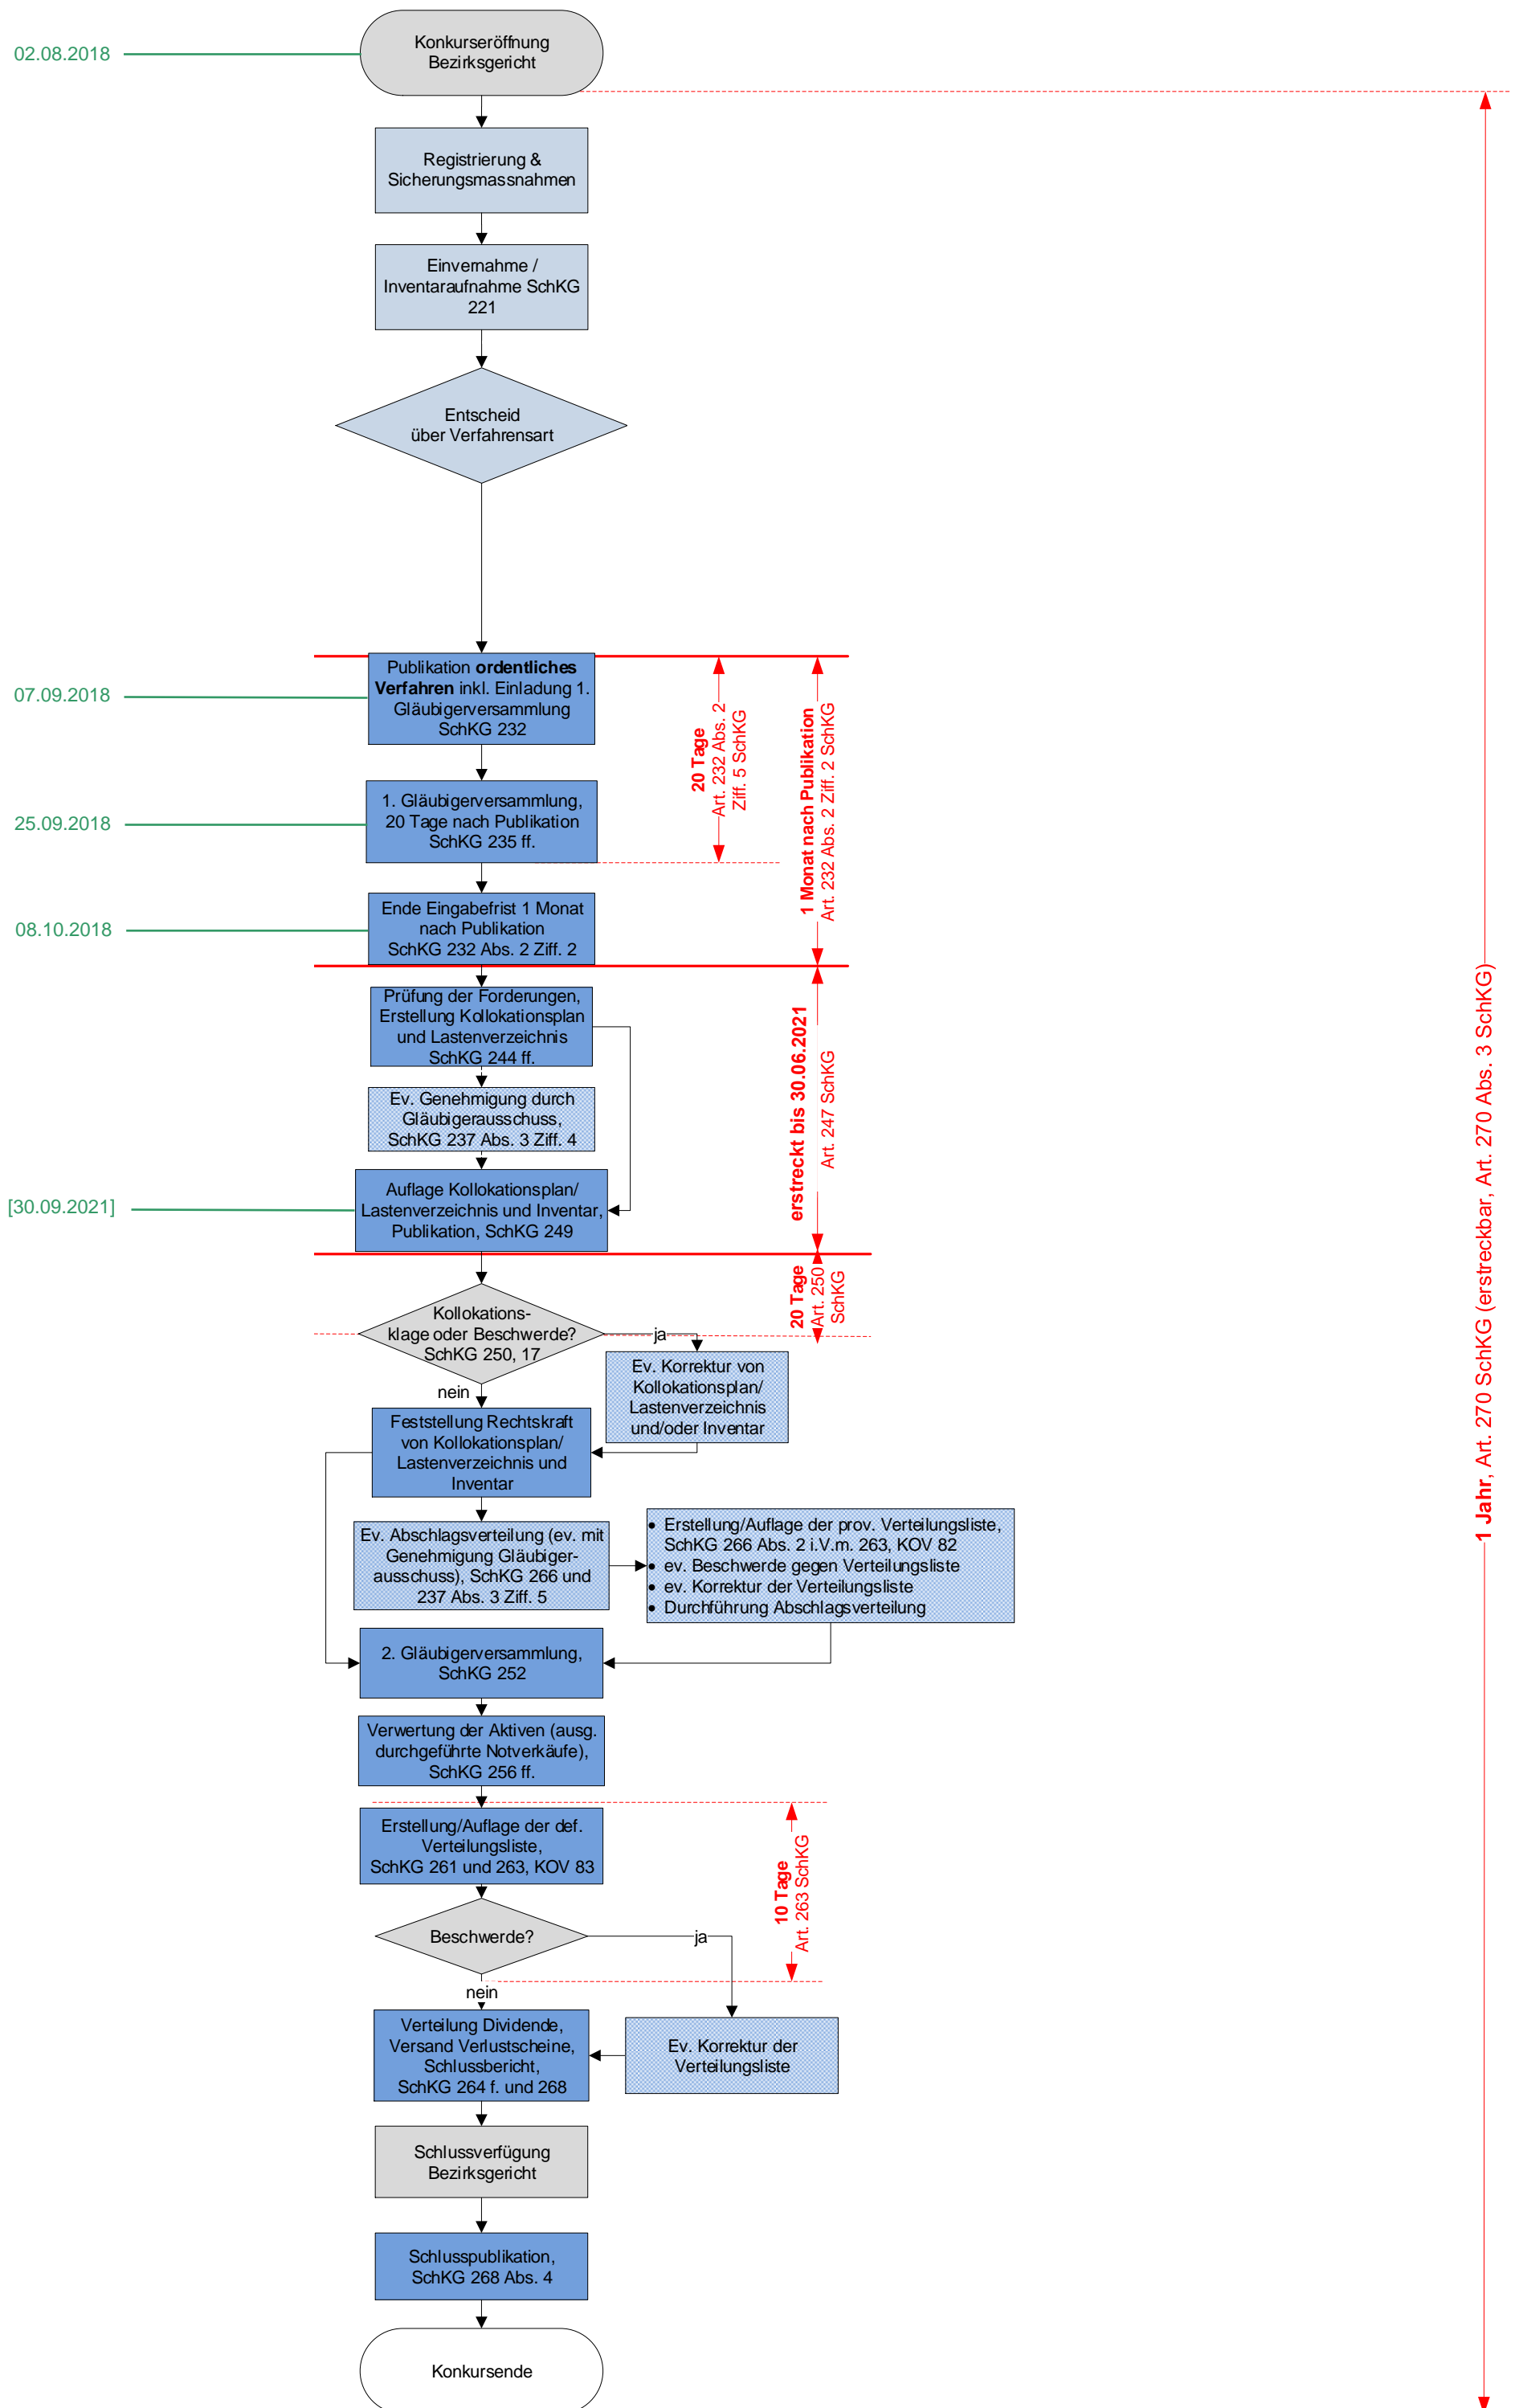 Konkurseröffnung
Bezirksgericht
02.08.2018
Registrierung &
Sicherungsmassnahmen
Einvernahme /
Inventaraufnahme SchKG
221
Entscheid
über Verfahrensart
Publikation ordentliches
Verfahren inkl. Einladung 1.
Gläubigerversammlung
SchKG 232
07.09.2018
20 Tage
Art. 232 Abs. 2
Ziff. 5 SchKG
1 Monat nach Publikation
Art. 232 Abs. 2 Ziff. 2 SchKG
1. Gläubigerversammlung,
20 Tage nach Publikation
SchKG 235 ff.
25.09.2018
Ende Eingabefrist 1 Monat
nach Publikation
SchKG 232 Abs. 2 Ziff. 2
08.10.2018
Prüfung der Forderungen,
Erstellung Kollokationsplan
und Lastenverzeichnis
SchKG 244 ff.
erstreckt bis 30.06.2021
Art. 247 SchKG
Ev. Genehmigung durch
Gläubigerausschuss,
SchKG 237 Abs. 3 Ziff. 4
Auflage Kollokationsplan/
Lastenverzeichnis und Inventar,
Publikation, SchKG 249
[30.09.2021]
20 Tage
Art. 250
SchKG
Kollokations-
klage oder Beschwerde?
SchKG 250, 17
ja
nein
Ev. Korrektur von
Kollokationsplan/
Lastenverzeichnis
und/oder Inventar
Feststellung Rechtskraft
von Kollokationsplan/
Lastenverzeichnis und
Inventar
Ev. Abschlagsverteilung (ev. mit
Genehmigung Gläubiger-
ausschuss), SchKG 266 und
237 Abs. 3 Ziff. 5
• Erstellung/Auflage der prov. Verteilungsliste,
SchKG 266 Abs. 2 i.V.m. 263, KOV 82
• ev. Beschwerde gegen Verteilungsliste
• ev. Korrektur der Verteilungsliste
• Durchführung Abschlagsverteilung
2. Gläubigerversammlung,
SchKG 252
Verwertung der Aktiven (ausg.
durchgeführte Notverkäufe),
SchKG 256 ff.
Erstellung/Auflage der def.
Verteilungsliste,
SchKG 261 und 263, KOV 83
10 Tage
Art. 263 SchKG
Beschwerde?
ja
nein
Verteilung Dividende,
Versand Verlustscheine,
Schlussbericht,
SchKG 264 f. und 268
Ev. Korrektur der
Verteilungsliste
Schlussverfügung
Bezirksgericht
Schlusspublikation,
SchKG 268 Abs. 4
Konkursende
1 Jahr, Art. 270 SchKG (erstreckbar, Art. 270 Abs. 3 SchKG)